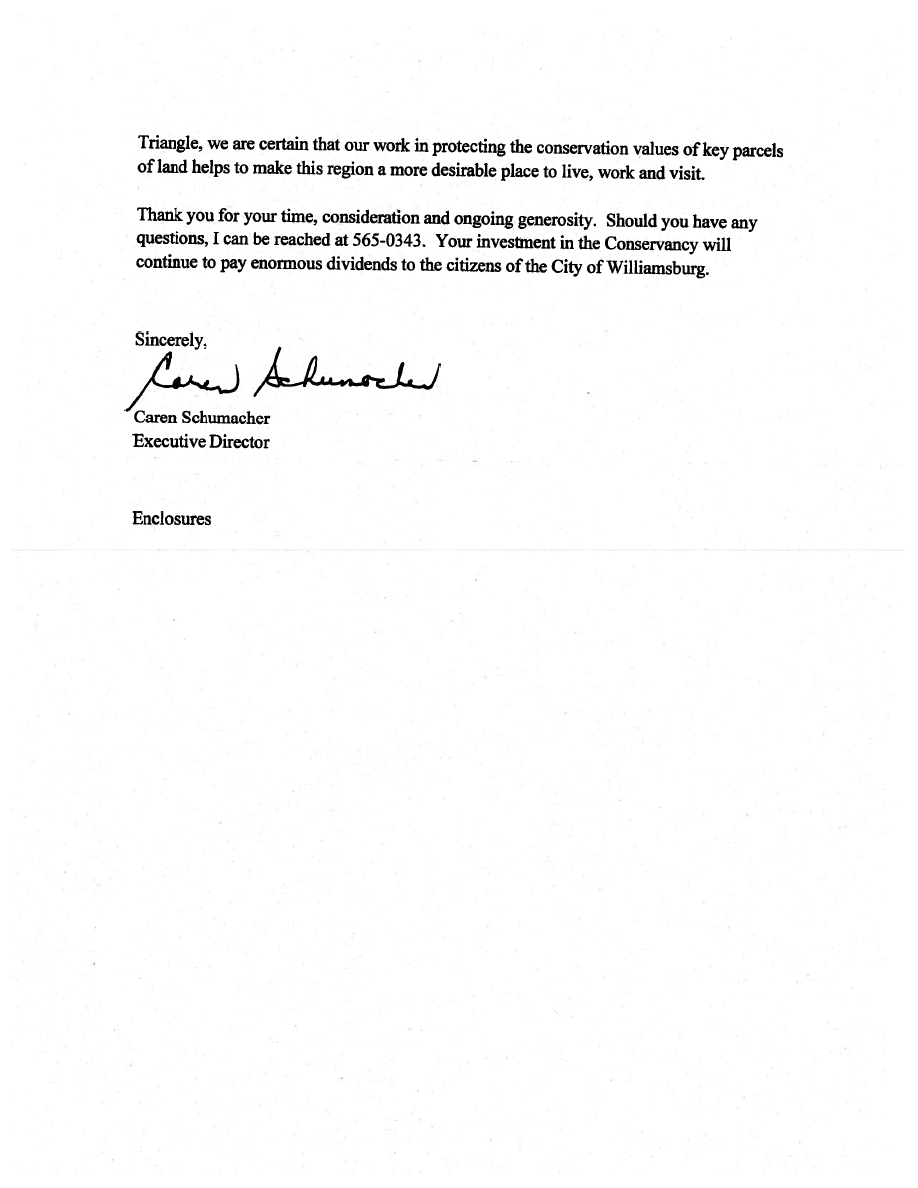 Triangle, we are certain that our work in protecting the conservation values of key parcels
of land helps to make this region a more desirable place to live, work and visit.
Thank you for your time, consideration and ongoing generosity. Should you have any
questions, I can be reached at 565-0343. Your investment in the Conservancy will
continue to pay enormous dividends to the citizens of the City of Williamsburg.
Sincerely,
Caren Schumacher
Caren Schumacher
Executive Director
Enclosures